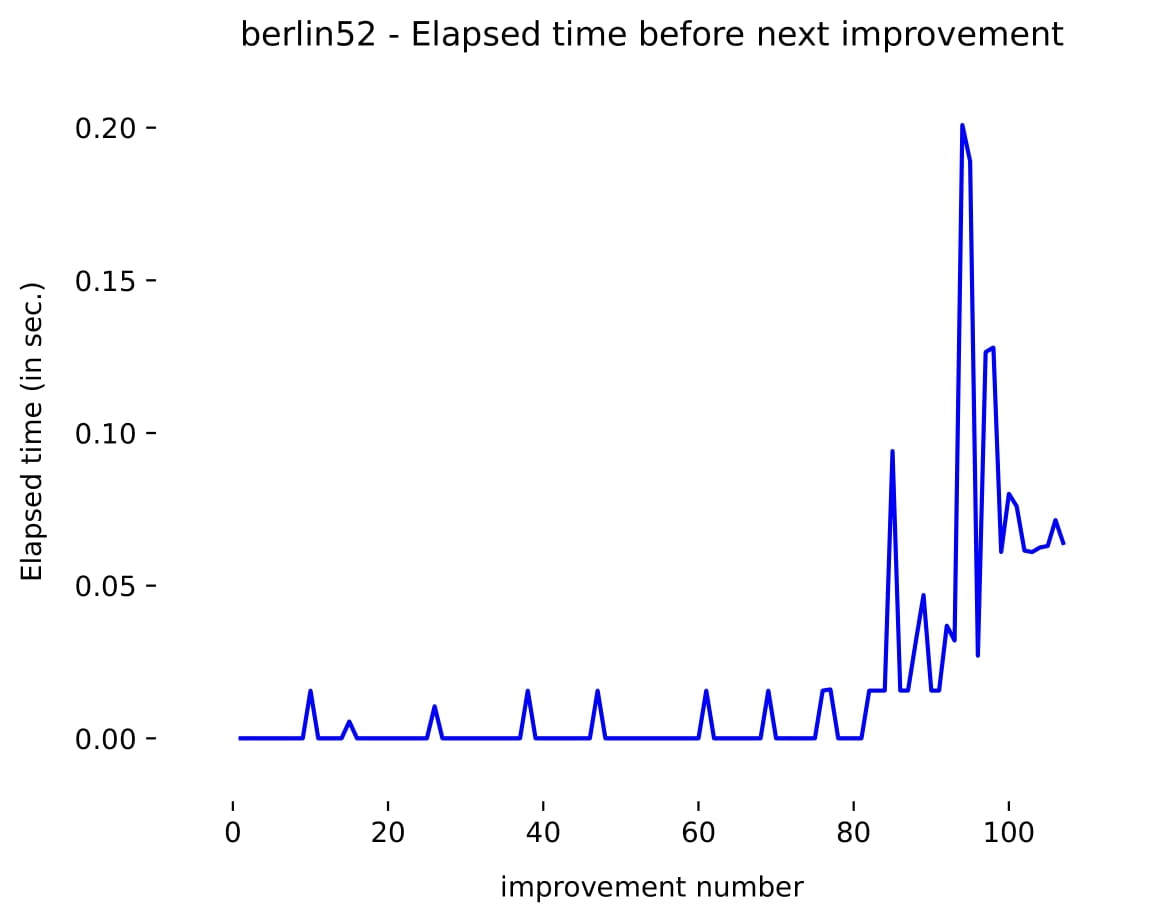 berlin52 - Elapsed time before next improvement
Elapsed time (in sec.)
0.20
0.15
0.10
0.05
0.00
0 20 40 60 80 100
improvement number